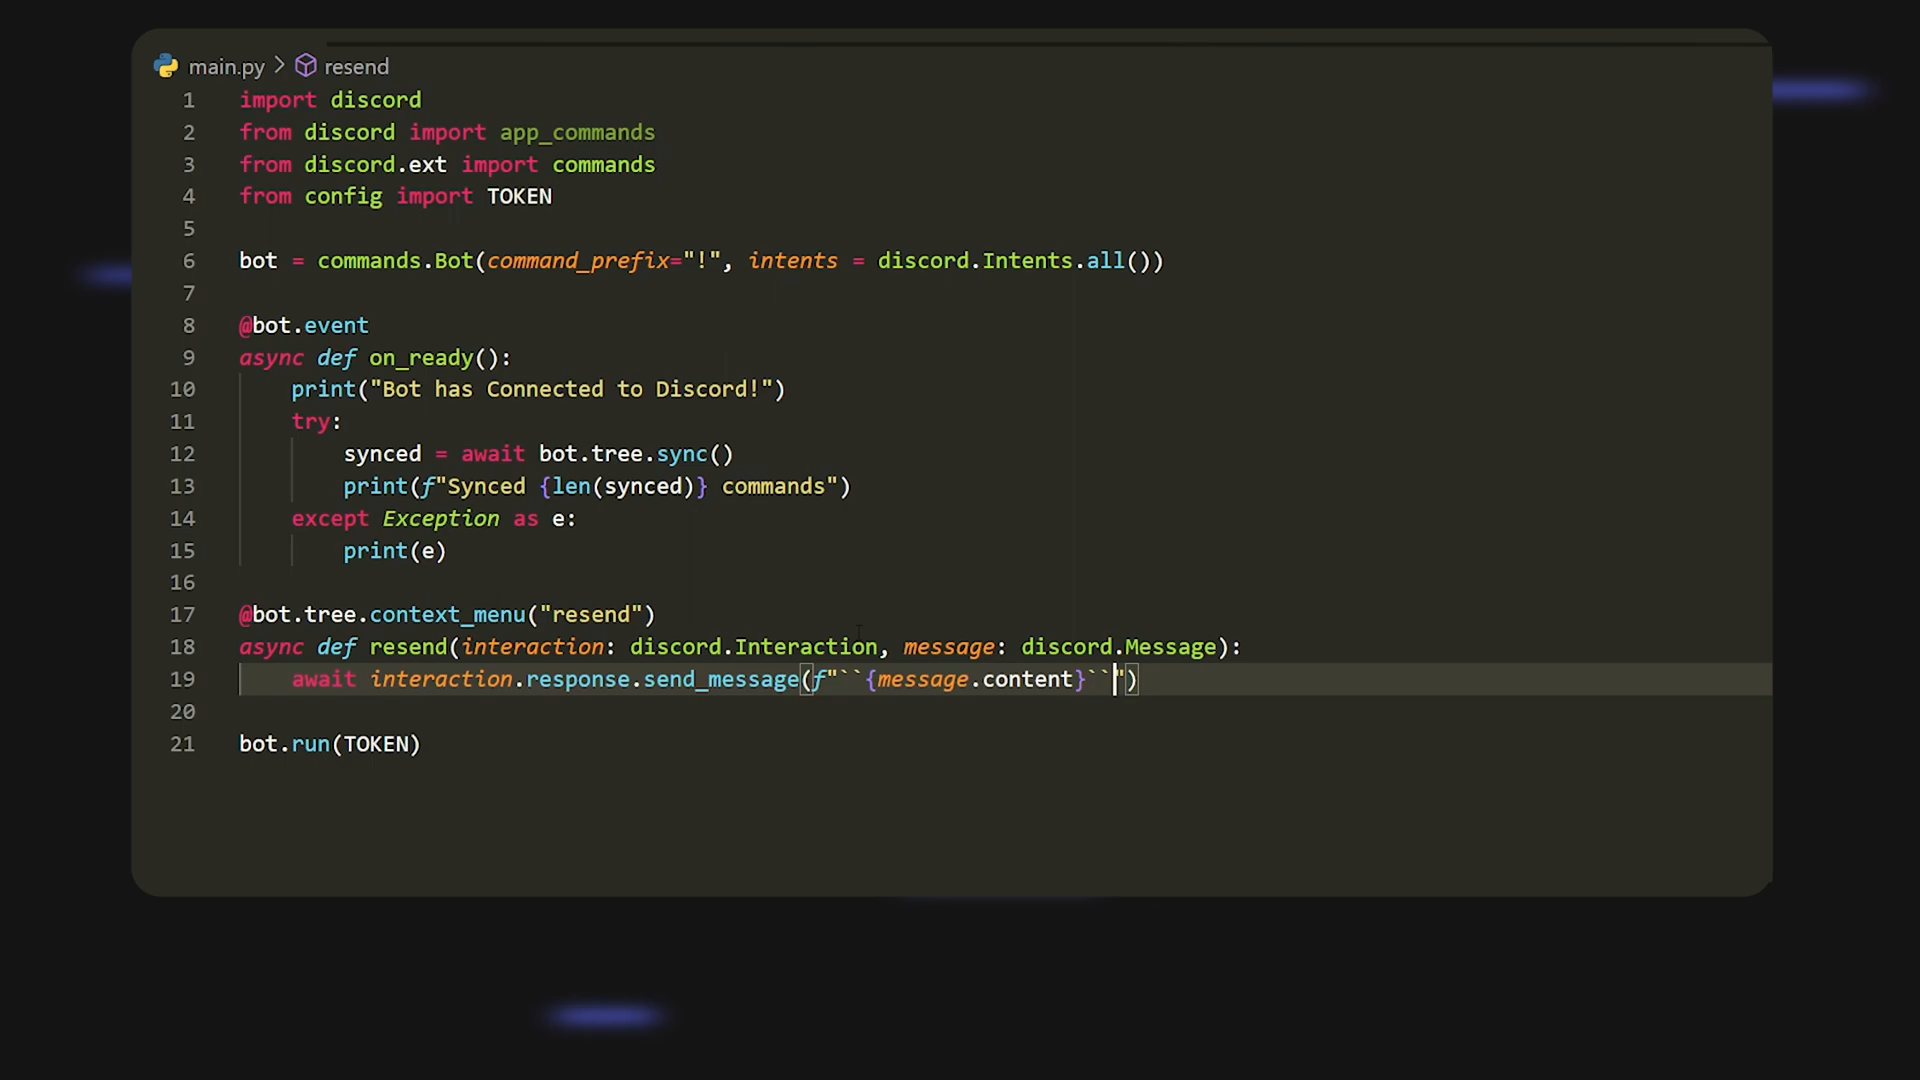 main.py > resend
1 import discord
2 from discord import app_commands
3 from discord.ext import commands
4 from config import TOKEN
5
6 bot = commands.Bot(command_prefix="!", intents = discord.Intents.all())
7
8 @bot.event
9 async def on_ready():
10     print("Bot has Connected to Discord!")
11     try:
12         synced = await bot.tree.sync()
13         print(f"Synced {len(synced)} commands")
14     except Exception as e:
15         print(e)
16
17 @bot.tree.context_menu("resend")
18 async def resend(interaction: discord.Interaction, message: discord.Message):
19     await interaction.response.send_message(f"``{message.content}``")
20
21 bot.run(TOKEN)